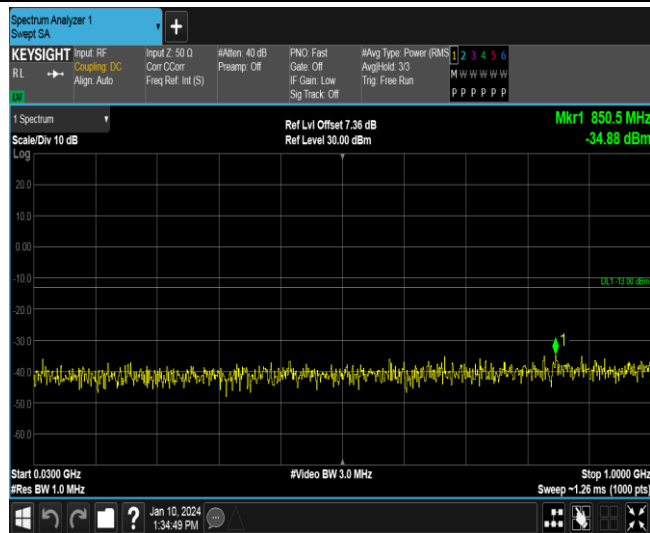 Spectrum Analyzer 1
Swept SA
+
KEYSIGHT
RL
Input: RF
Coupling: DC
Align: Auto
Input Z: 50 Ω
Corr CCorr
Freq Ref: Int (S)
#Atten: 40 dB
Preamp: Off
PNO: Fast
Gate: Off
IF Gain: Low
Sig Track: Off
#Avg Type: Power (RMS
Avg|Hold: 3/3
Trig: Free Run
1 2 3 4 5 6
M W W W W W
P P P P P P
1 Spectrum
Scale/Div 10 dB
Ref Lvl Offset 7.36 dB
Ref Level 30.00 dBm
Mkr1 850.5 MHz
-34.88 dBm
Log
20.0
10.0
0.00
-10.0
DL1 -13.00 dBm
-20.0
-30.0
1
-40.0
-50.0
-60.0
Start 0.0300 GHz
#Video BW 3.0 MHz
Stop 1.0000 GHz
#Res BW 1.0 MHz
Sweep ~1.26 ms (1000 pts)
?
Jan 10, 2024
1:34:49 PM